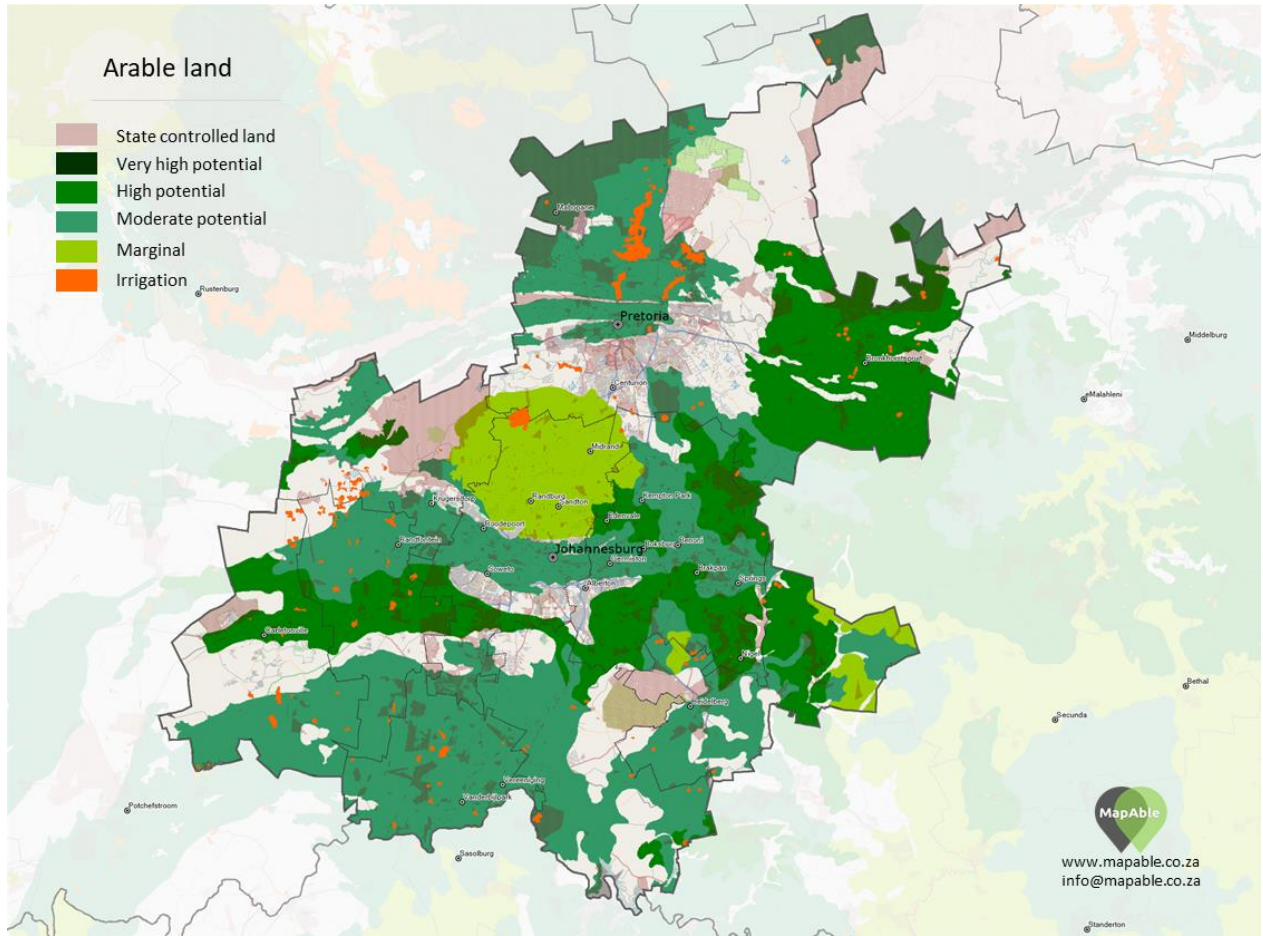 Arable land
State controlled land
Very high potential
High potential
Moderate potential
Marginal
Irrigation
Mabopane
Rustenburg
Pretoria
Middelburg
Bronkhorstspruit
Centurion
eMalahleni
Midrand
Krugersdorp
Randburg
Sandton
Kempton Park
Roodepoort
Edenvale
Randfontein
Johannesburg
Boksburg
Benoni
Germiston
Soweto
Brakpan
Springs
Alberton
Carletonville
Nigel
Bethal
Heidelberg
Secunda
Vereeniging
Vanderbijlpark
Potchefstroom
MapAble
Sasolburg
www.mapable.co.za
info@mapable.co.za
Standerton